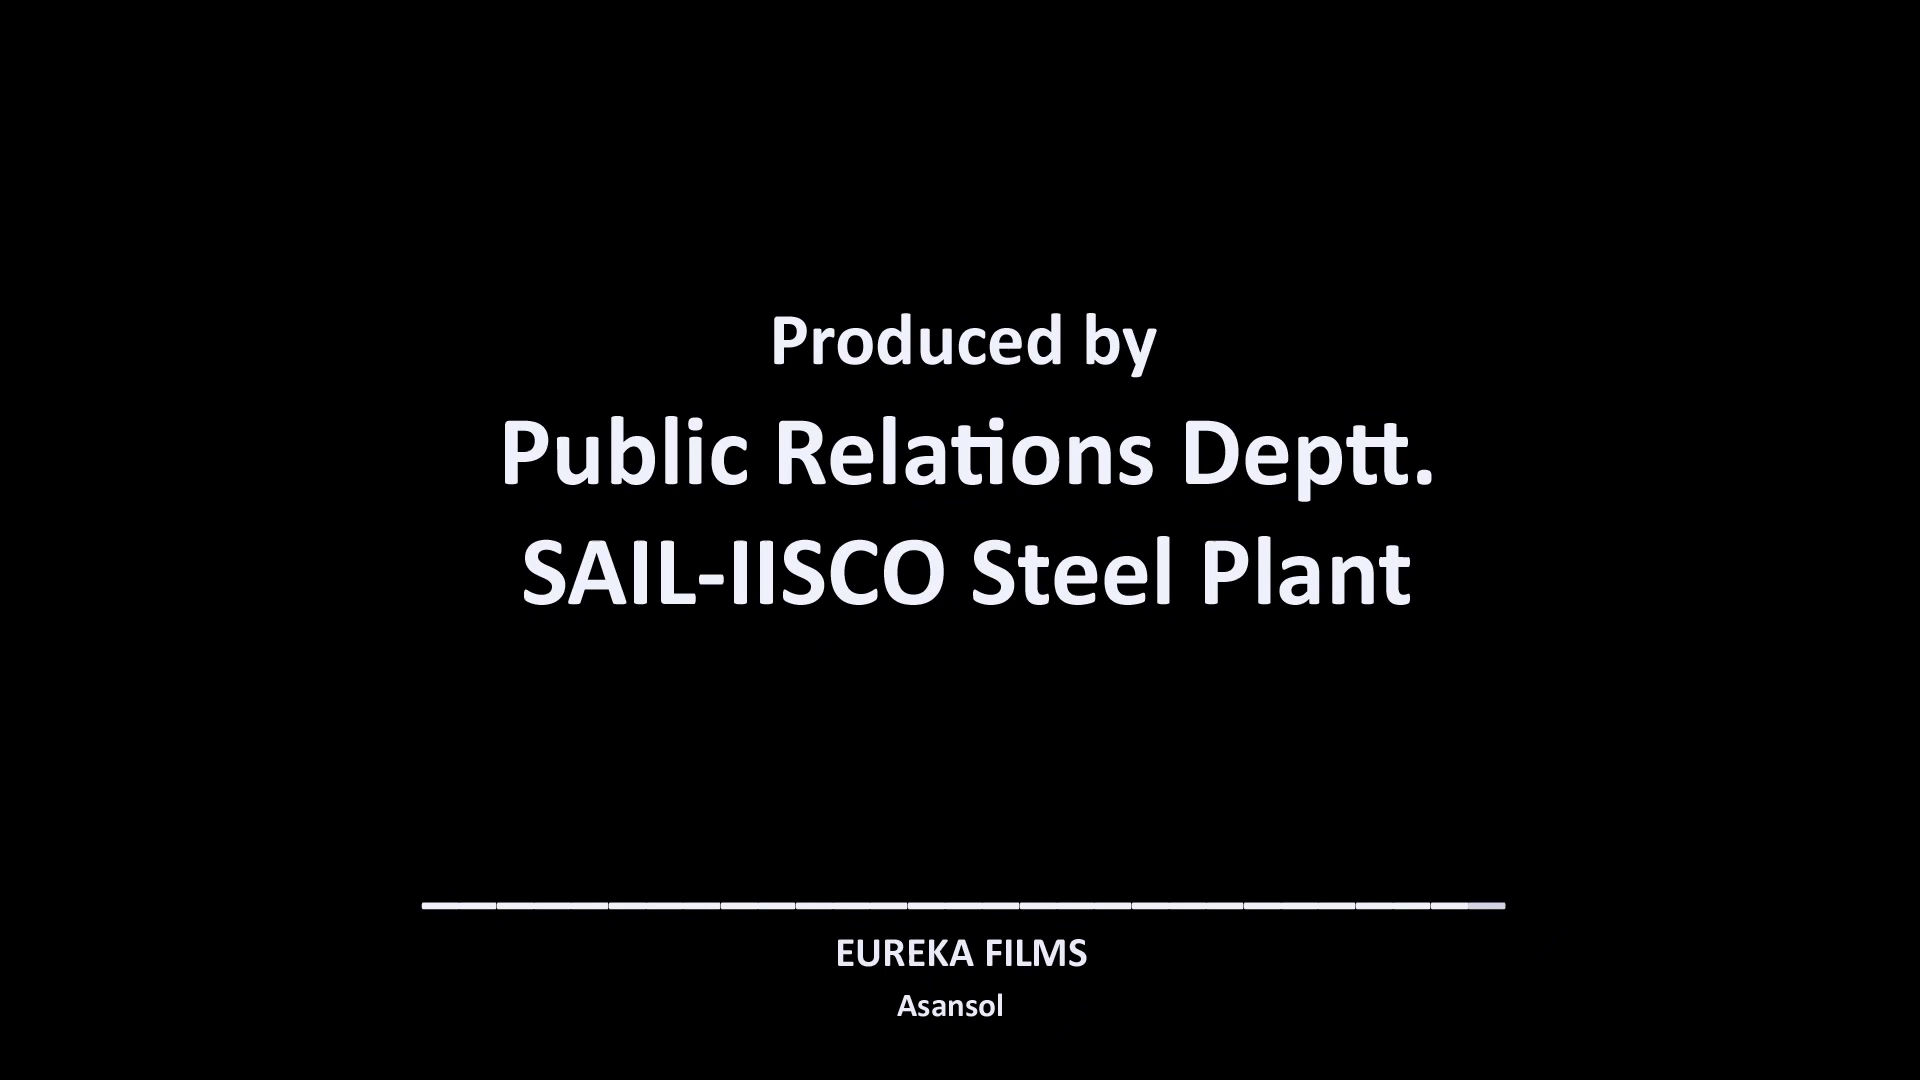 Produced by
Public Relations Deptt.
SAIL-IISCO Steel Plant
EUREKA FILMS
Asansol